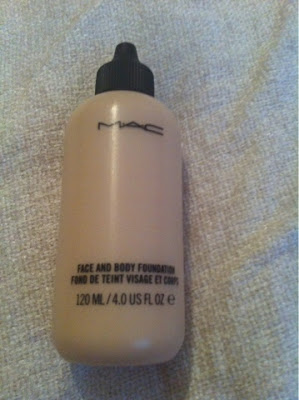 MAC
FACE AND BODY FOUNDATION
FOND DE TEINT VISAGE ET CORPS
120 ML / 4.0 US FL OZ ℮